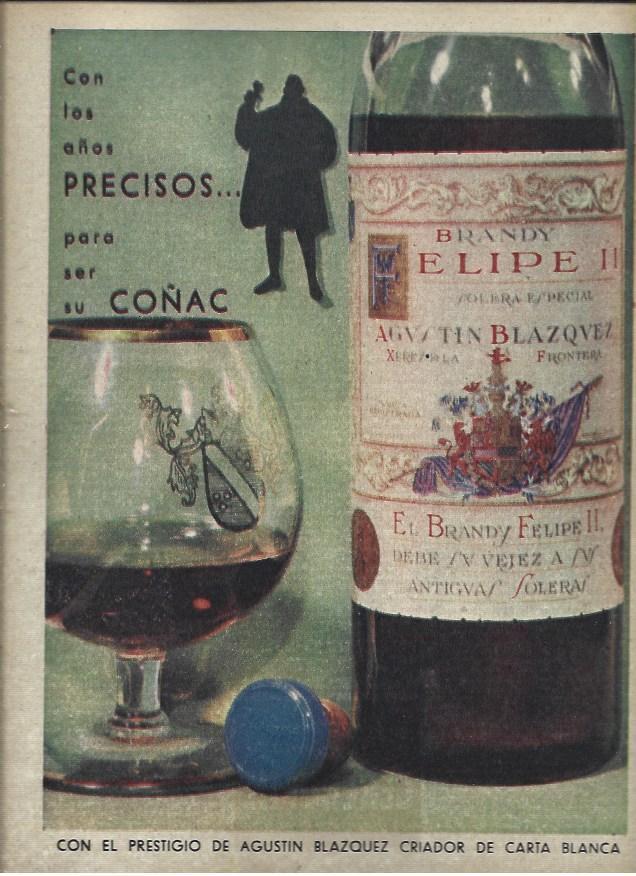 Con
los
años
PRECISOS...
para
ser
su COÑAC
BRANDY
FELIPE II
SOLERA ESPECIAL
AGVSTIN BLAZQVEZ
XEREZ DE LA FRONTERA
MARCA
REGISTRADA
EL BRANDY FELIPE II,
DEBE SV VEJEZ A SVS
ANTIGVAS SOLERAS
CON EL PRESTIGIO DE AGUSTIN BLAZQUEZ CRIADOR DE CARTA BLANCA